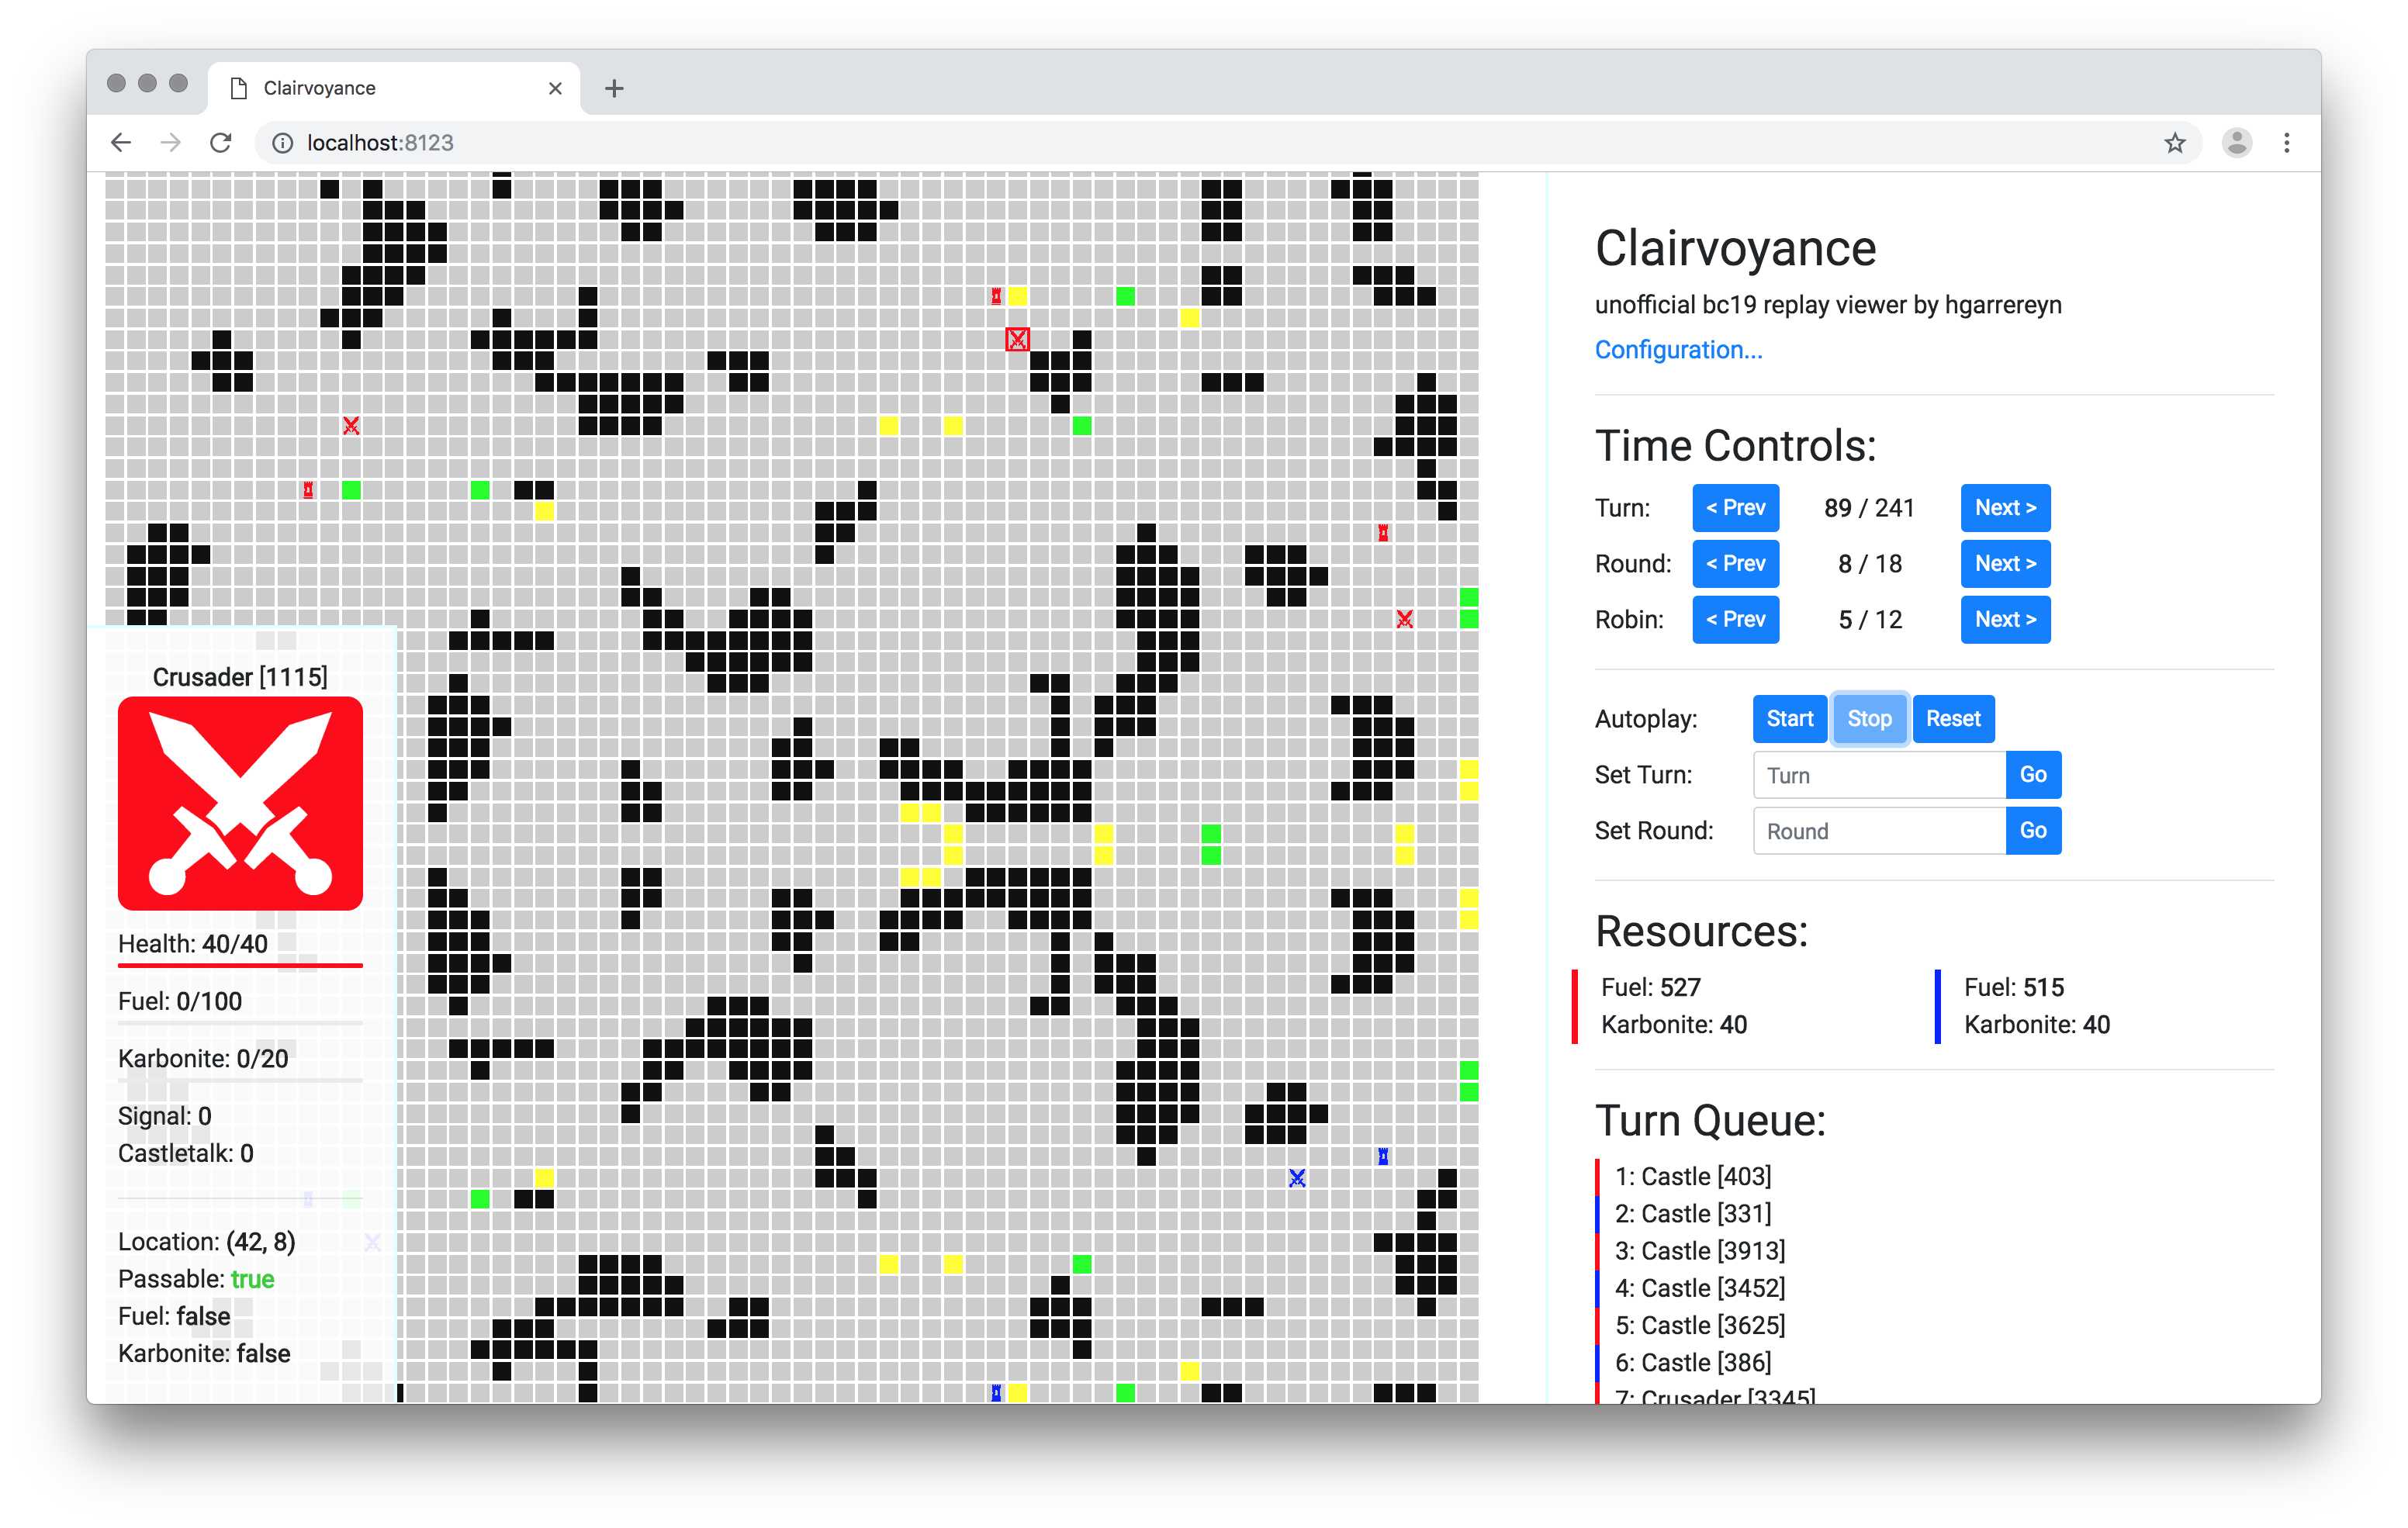 Clairvoyance
localhost:8123
Crusader [1115]
Health: 40/40
Fuel: 0/100
Karbonite: 0/20
Signal: 0
Castletalk: 0
Location: (42, 8)
Passable: true
Fuel: false
Karbonite: false
Clairvoyance
unofficial bc19 replay viewer by hgarrereyn
Configuration...
Time Controls:
Turn: < Prev 89 / 241 Next >
Round: < Prev 8 / 18 Next >
Robin: < Prev 5 / 12 Next >
Autoplay: Start Stop Reset
Set Turn: Turn Go
Set Round: Round Go
Resources:
Fuel: 527 Fuel: 515
Karbonite: 40 Karbonite: 40
Turn Queue:
1: Castle [403]
2: Castle [331]
3: Castle [3913]
4: Castle [3452]
5: Castle [3625]
6: Castle [386]
7: Crusader [3345]